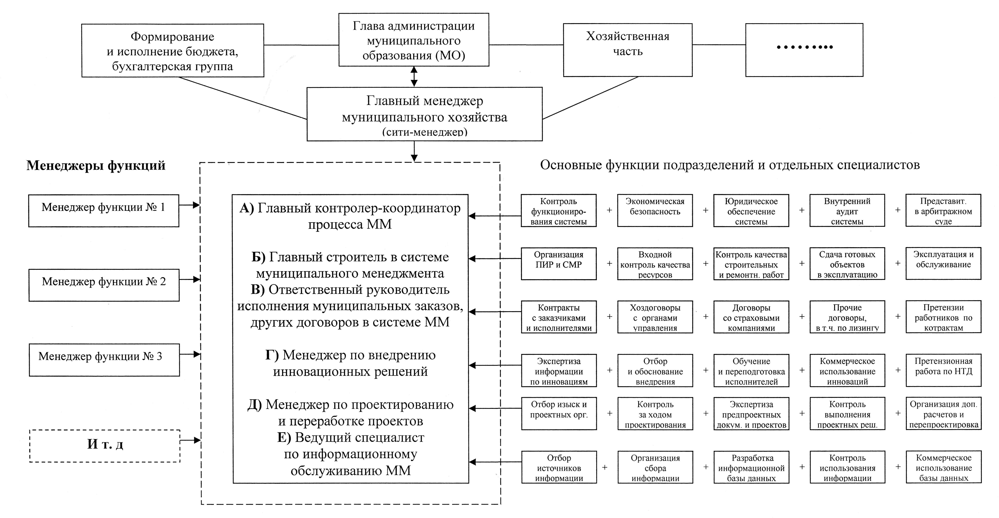 Формирование
и исполнение бюджета,
бухгалтерская группа
Глава администрации
муниципального
образования (МО)
Хозяйственная
часть
.........
Главный менеджер
муниципального хозяйства
(сити-менеджер)
Менеджеры функций
Основные функции подразделений и отдельных специалистов
Менеджер функции № 1
Менеджер функции № 2
Менеджер функции № 3
И т. д
А) Главный контролер-координатор
процесса ММ
Б) Главный строитель в системе
муниципального менеджмента
В) Ответственный руководитель
исполнения муниципальных заказов,
других договоров в системе ММ
Г) Менеджер по внедрению
инновационных решений
Д) Менеджер по проектированию
и переработке проектов
Е) Ведущий специалист
по информационному
обслуживанию ММ
Контроль
функциониро-
вания системы
+
Экономическая
безопасность
+
Юридическое
обеспечение
системы
+
Внутренний
аудит
системы
+
Представит.
в арбитражном
суде
Организация
ПИР и СМР
+
Входной
контроль качества
ресурсов
+
Контроль качества
строительных
и ремонтн. работ
+
Сдача готовых
объектов
в эксплуатацию
+
Эксплуатация и
обслуживание
Контракты
с заказчиками
и исполнителями
+
Хоздоговоры
с органами
управления
+
Договоры
со страховыми
компаниями
+
Прочие
договоры,
в т.ч. по лизингу
+
Претензии
работников по
котрактам
Экспертиза
информации
по инновациям
+
Отбор
и обоснование
внедрения
+
Обучение
и переподготовка
исполнителей
+
Коммерческое
использование
инноваций
+
Претензионная
работа по НТД
Отбор изыск и
проектных орг.
+
Контроль
за ходом
проектирования
+
Экспертиза
предпроектных
докум. и проектов
+
Контроль
выполнения
проектных реш.
+
Организация доп.
расчетов и
перепроектировка
Отбор
источников
информации
+
Организация
сбора
информации
+
Разработка
информационной
базы данных
+
Контроль
использования
информации
+
Коммерческое
использование
базы данных